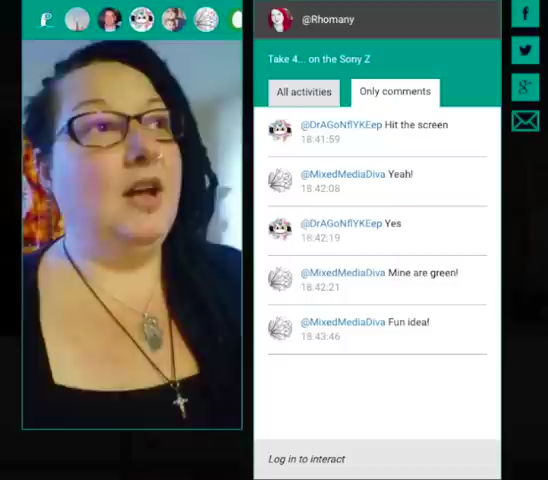 @Rhomany
Take 4... on the Sony Z
All activities
Only comments
@DrAGoNflYKEep Hit the screen
18:41:59
@MixedMediaDiva Yeah!
18:42:08
@DrAGoNflYKEep Yes
18:42:19
@MixedMediaDiva Mine are green!
18:42:21
@MixedMediaDiva Fun idea!
18:43:46
Log in to interact